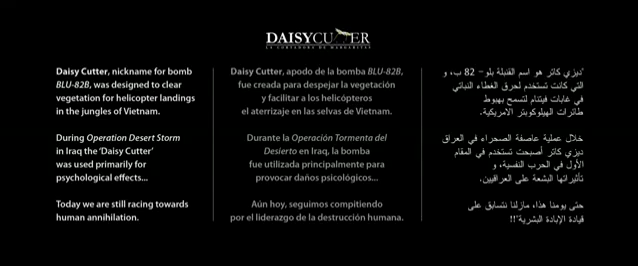 DAISYCUTTER
LA CORTADORA DE MARGARITAS
Daisy Cutter, nickname for bomb
BLU-82B, was designed to clear
vegetation for helicopter landings
in the jungles of Vietnam.
During Operation Desert Storm
in Iraq the ‘Daisy Cutter’
was used primarily for
psychological effects...
Today we are still racing towards
human annihilation.
Daisy Cutter, apodo de la bomba BLU-82B,
fue creada para despejar la vegetación
y facilitar a los helicópteros
el aterrizaje en las selvas de Vietnam.
Durante la Operación Tormenta del
Desierto en Iraq, la bomba
fue utilizada principalmente para
provocar daños psicológicos...
Aún hoy, seguimos compitiendo
por el liderazgo de la destrucción humana.
"ديزي كاتر هو اسم القنبلة بلو- 82 ب، و
التي كانت تستخدم لحرق الغطاء النباتي
في غابات فيتنام لتسمح بهبوط
طائرات الهيلوكوبتر الامريكية.
خلال عملية عاصفة الصحراء في العراق
ديزي كاتر أصبحت تستخدم في المقام
الأول في الحرب النفسية، و
تأثيراتها البشعة على العراقيين.
حتى يومنا هذا، مازلنا نتسابق على
قيادة الإبادة البشرية"!!